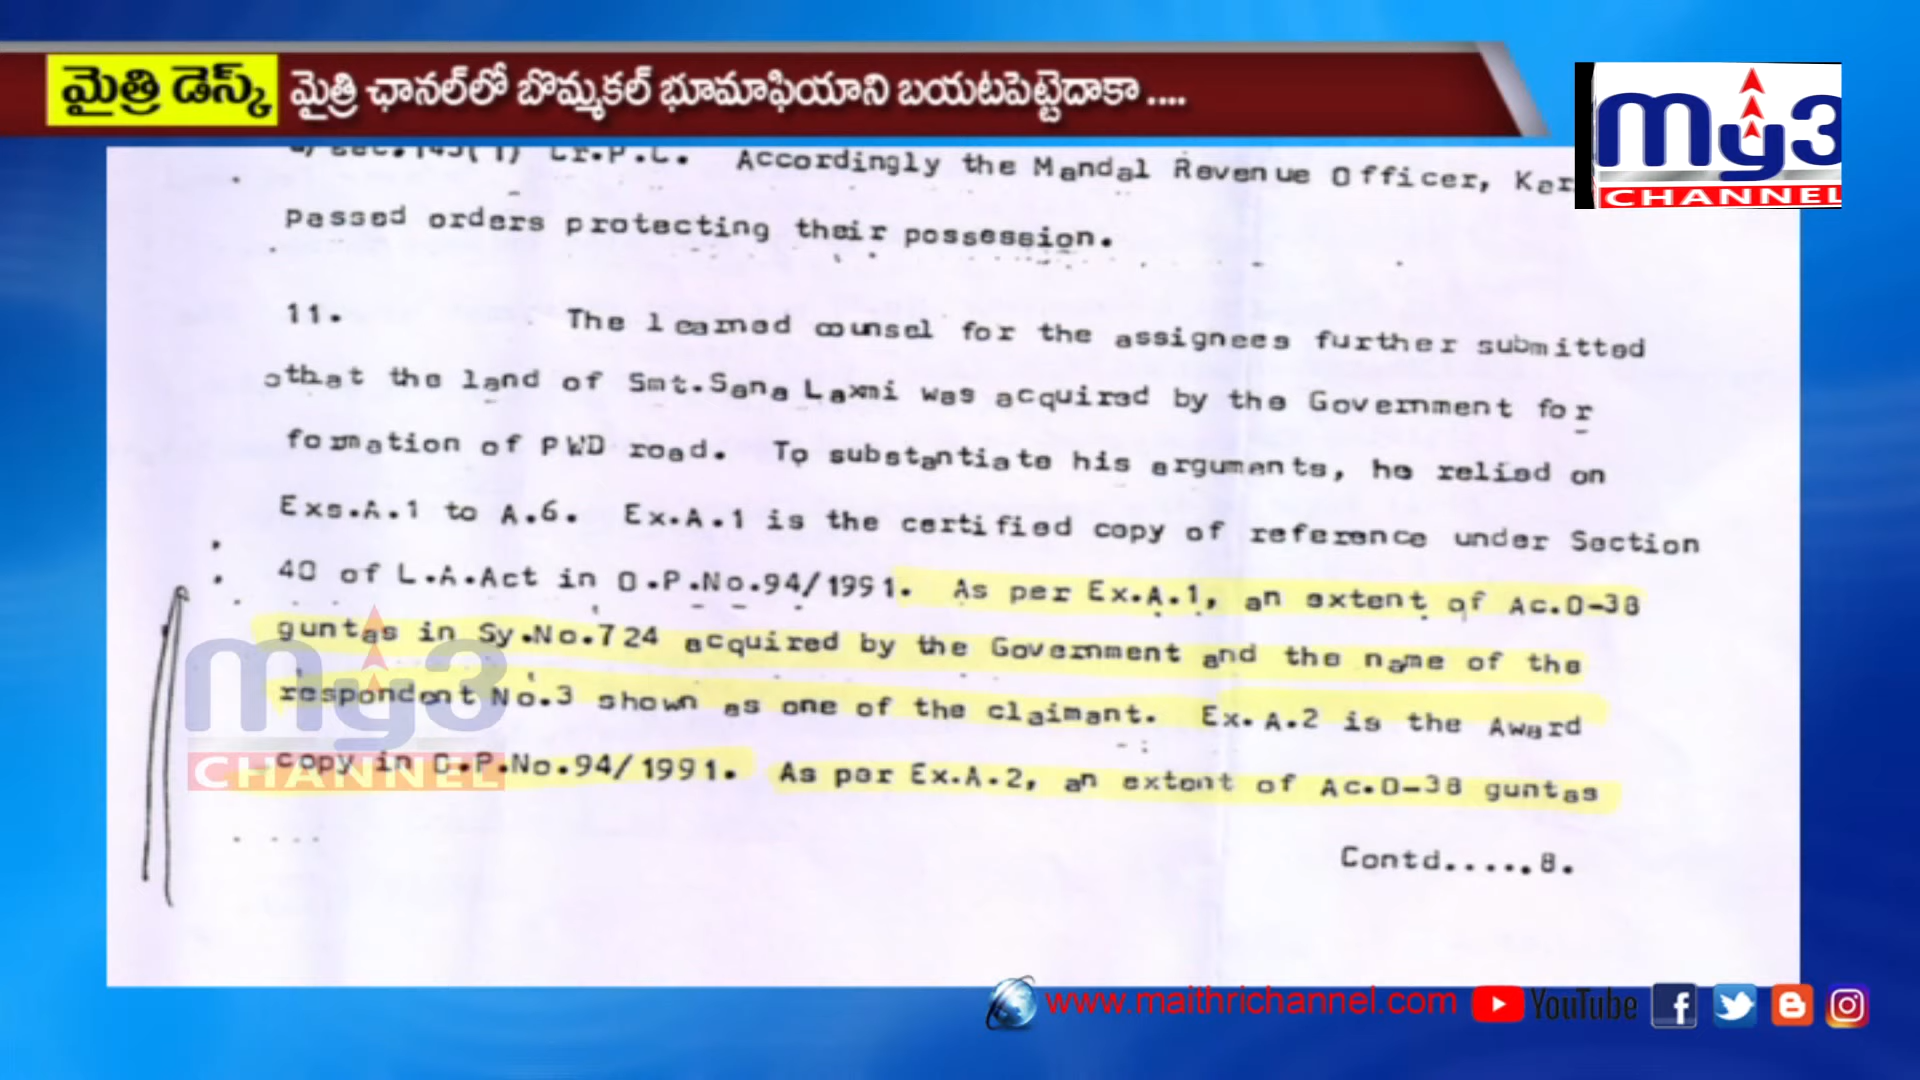 మైత్రి డెస్క్ మైత్రి ఛానల్‌లో బొమ్మకల్ భూమాఫియాని బయటపెట్టెదాకా ....
my3
CHANNEL
Cr.P.C. Accordingly the Mandal Revenue Officer,
passed orders protecting their possession.
11. The learned counsel for the assignees further submitted
that the land of Smt.Sana Laxmi was acquired by the Government for
formation of PWD road. To substantiate his arguments, he relied on
Exs.A.1 to A.6. Ex.A.1 is the certified copy of reference under Section
40 of L.A.Act in O.P.No.94/1991. As per Ex.A.1, an extent of Ac.0-38
guntas in Sy.No.724 acquired by the Government and the name of the
respondent No.3 shown as one of the claimant. Ex.A.2 is the Award
copy in O.P.No.94/1991. As per Ex.A.2, an extent of Ac.0-38 guntas
my3
CHANNEL
Contd.....8.
www.maithrichannel.com YouTube